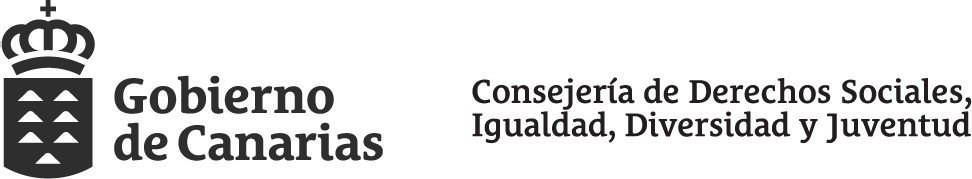 Gobierno
de Canarias
Consejería de Derechos Sociales,
Igualdad, Diversidad y Juventud